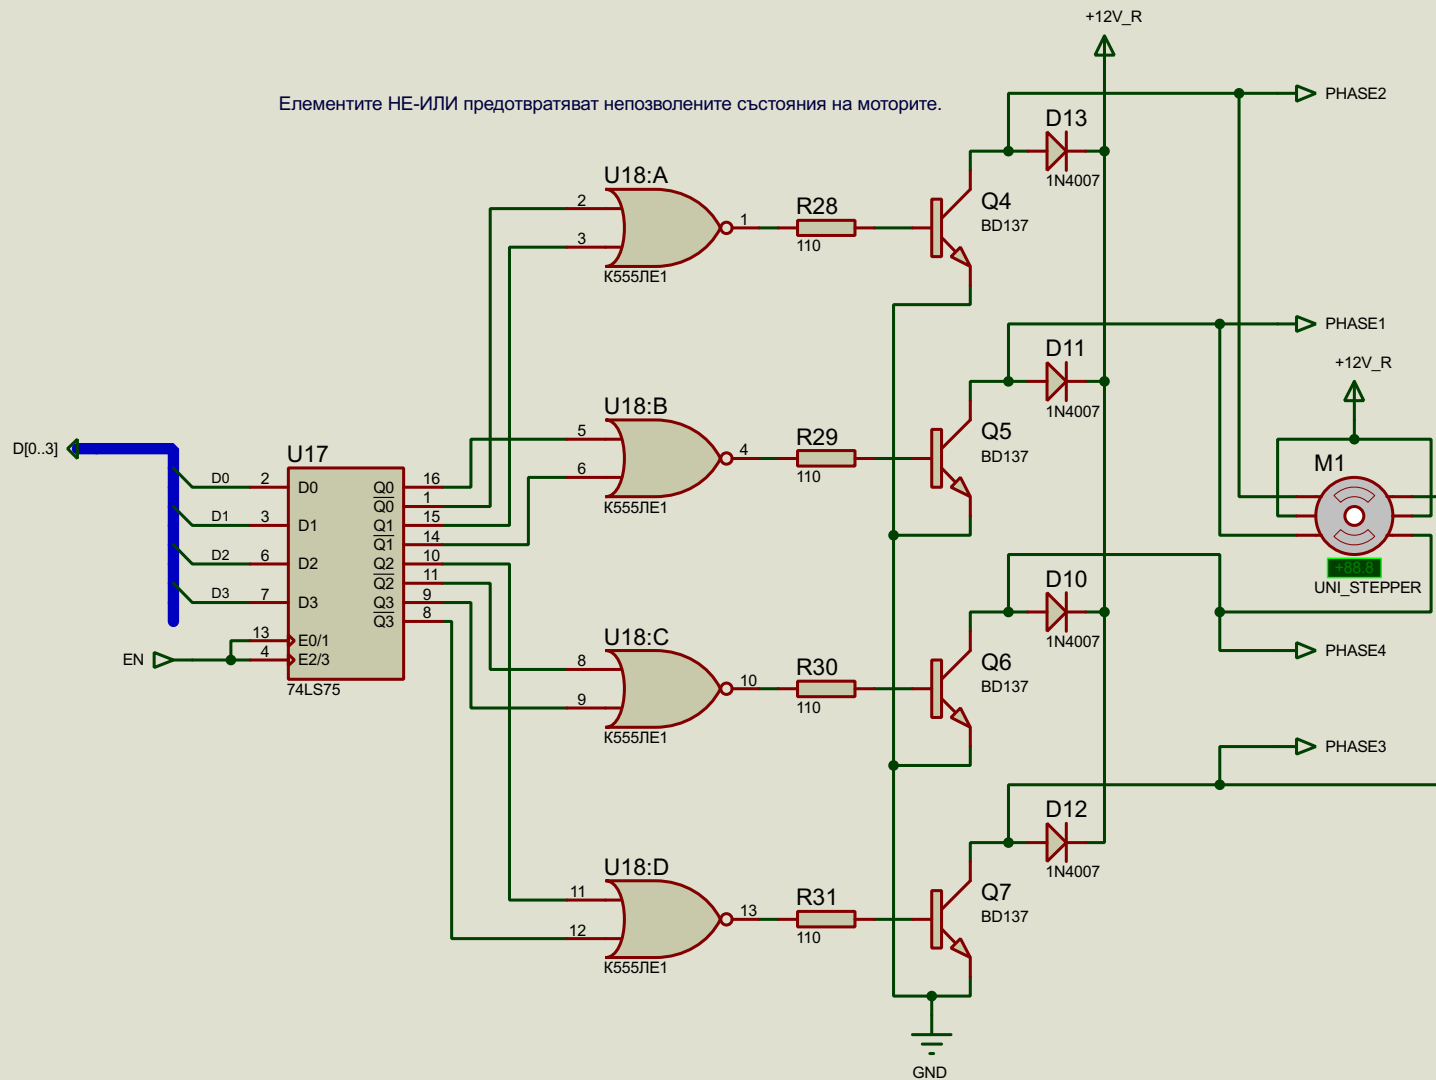 +12V_R
Елементите НЕ-ИЛИ предотвратяват непозволените състояния на моторите.
PHASE2
D13
1N4007
U18:A
2
3
1
К555ЛЕ1
R28
110
Q4
BD137
PHASE1
D11
1N4007
+12V_R
U18:B
5
6
4
К555ЛЕ1
R29
110
Q5
BD137
M1
+88.8
UNI_STEPPER
D[0..3]
U17
D0 2 D0 Q0 16
Q0 1
D1 3 D1 Q1 15
Q1 14
D2 6 D2 Q2 10
Q2 11
D3 7 D3 Q3 9
Q3 8
13 E0/1
EN 4 E2/3
74LS75
D10
1N4007
U18:C
8
9
10
К555ЛЕ1
R30
110
Q6
BD137
PHASE4
PHASE3
D12
1N4007
U18:D
11
12
13
К555ЛЕ1
R31
110
Q7
BD137
GND